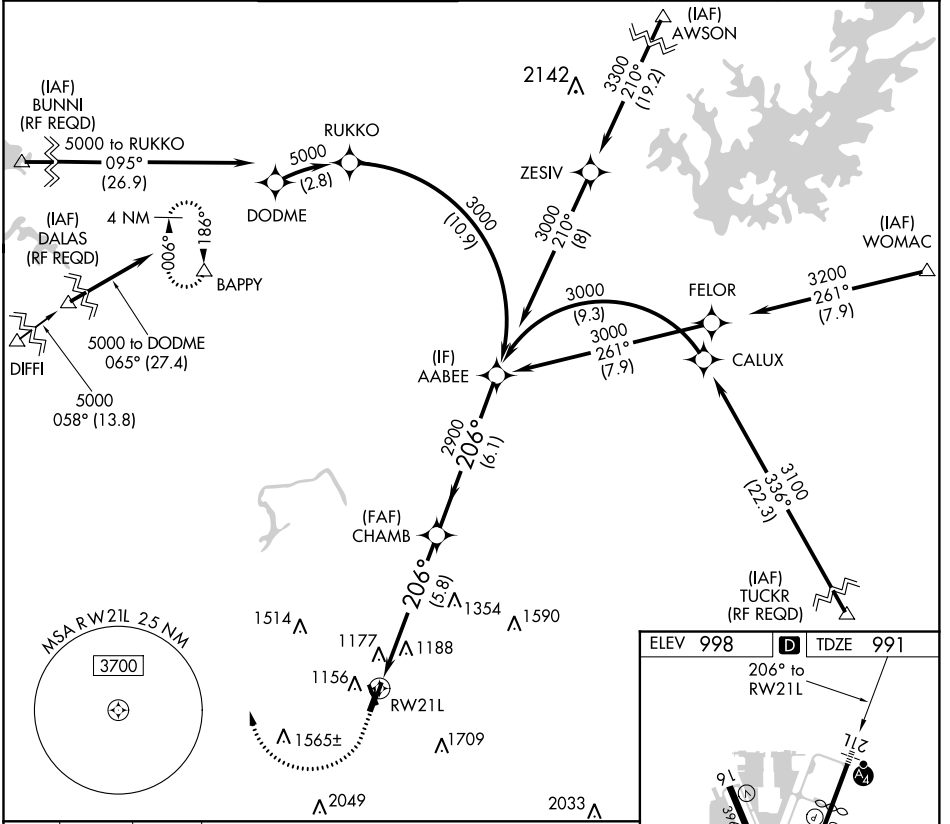 (IAF)
AWSON
2142
3300
210°
(19.2)
(IAF)
BUNNI
(RF REQD)
5000 to RUKKO
095°
(26.9)
RUKKO
5000
(2.8)
DODME
ZESIV
3000
(10.9)
3000
210°
(8)
(IAF)
DALAS
(RF REQD)
4 NM
006°
186°
BAPPY
(IAF)
WOMAC
3200
261°
(7.9)
FELOR
3000
(9.3)
3000
261°
(7.9)
CALUX
DIFFI
5000 to DODME
065° (27.4)
5000
058° (13.8)
(IF)
AABEE
2900
206°
(6.1)
3100
336°
(22.3)
(FAF)
CHAMB
206°
(5.8)
(IAF)
TUCKR
(RF REQD)
1514
1354
1590
1177
1188
1156
RW21L
1565±
1709
2049
2033
MSA RW21L 25 NM
3700
ELEV 998
D
TDZE 991
206° to
RW21L
21L
A4
16
V
P